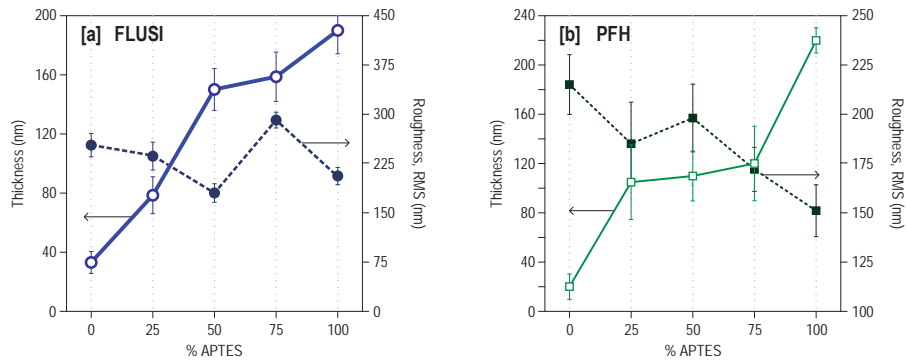 [a] FLUSI
Thickness (nm)
200
160
120
80
40
0
450
375
300
225
150
75
0
Roughness, RMS (nm)
0 25 50 75 100
% APTES
[b] PFH
Thickness (nm)
240
200
160
120
80
40
0
250
225
200
175
150
125
100
Roughness, RMS (nm)
0 25 50 75 100
% APTES